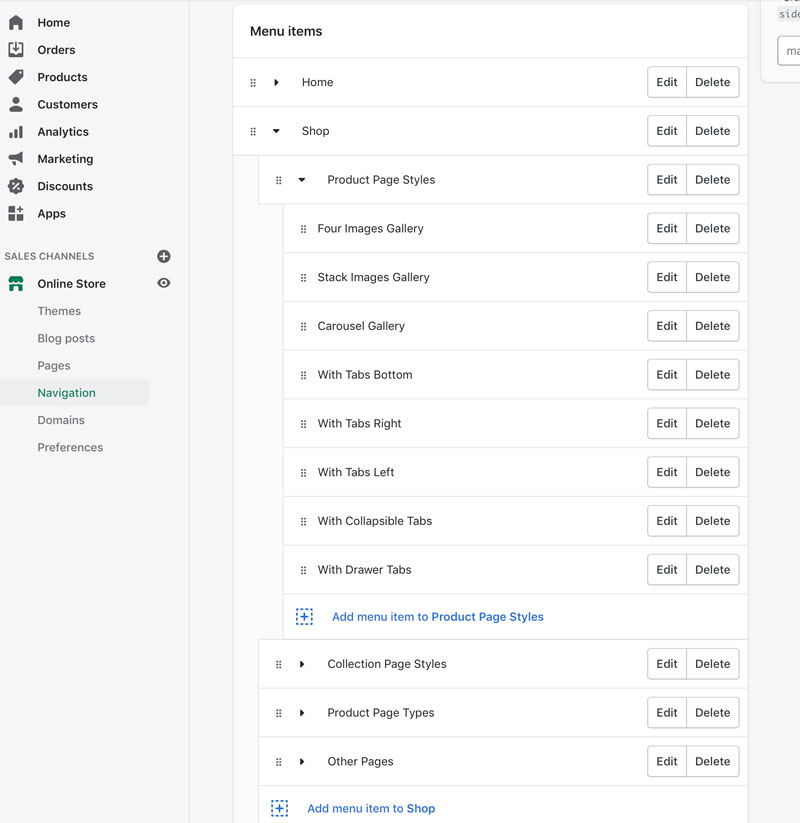 Home
Orders
Products
Customers
Analytics
Marketing
Discounts
Apps
SALES CHANNELS
Online Store
Themes
Blog posts
Pages
Navigation
Domains
Preferences
Menu items
Home Edit Delete
Shop Edit Delete
Product Page Styles Edit Delete
Four Images Gallery Edit Delete
Stack Images Gallery Edit Delete
Carousel Gallery Edit Delete
With Tabs Bottom Edit Delete
With Tabs Right Edit Delete
With Tabs Left Edit Delete
With Collapsible Tabs Edit Delete
With Drawer Tabs Edit Delete
Add menu item to Product Page Styles
Collection Page Styles Edit Delete
Product Page Types Edit Delete
Other Pages Edit Delete
Add menu item to Shop